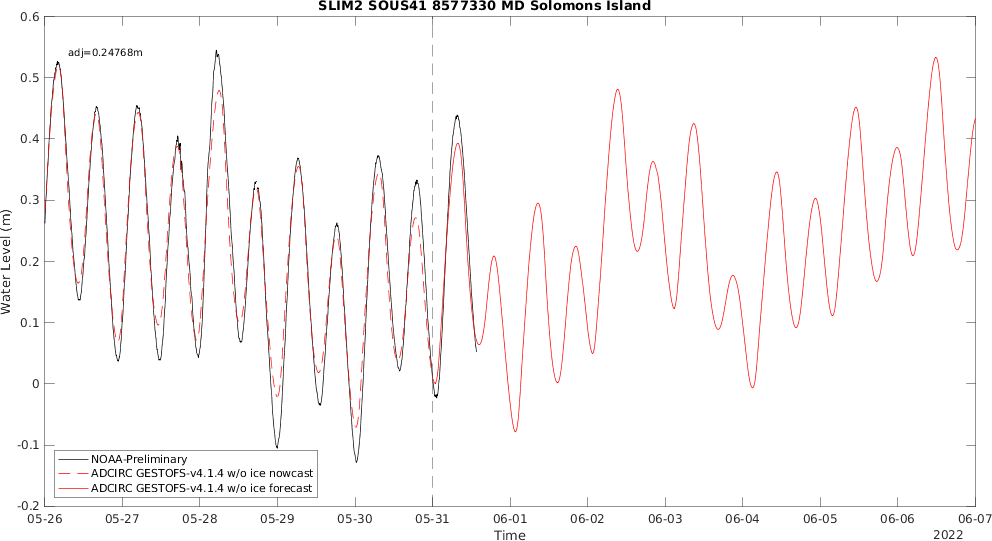 SLIM2 SOUS41 8577330 MD Solomons Island
adj=0.24768m
0.6
0.5
0.4
0.3
0.2
0.1
0
-0.1
-0.2
Water Level (m)
NOAA-Preliminary
ADCIRC GESTOFS-v4.1.4 w/o ice nowcast
ADCIRC GESTOFS-v4.1.4 w/o ice forecast
05-26 05-27 05-28 05-29 05-30 05-31 06-01 06-02 06-03 06-04 06-05 06-06 06-07
Time
2022